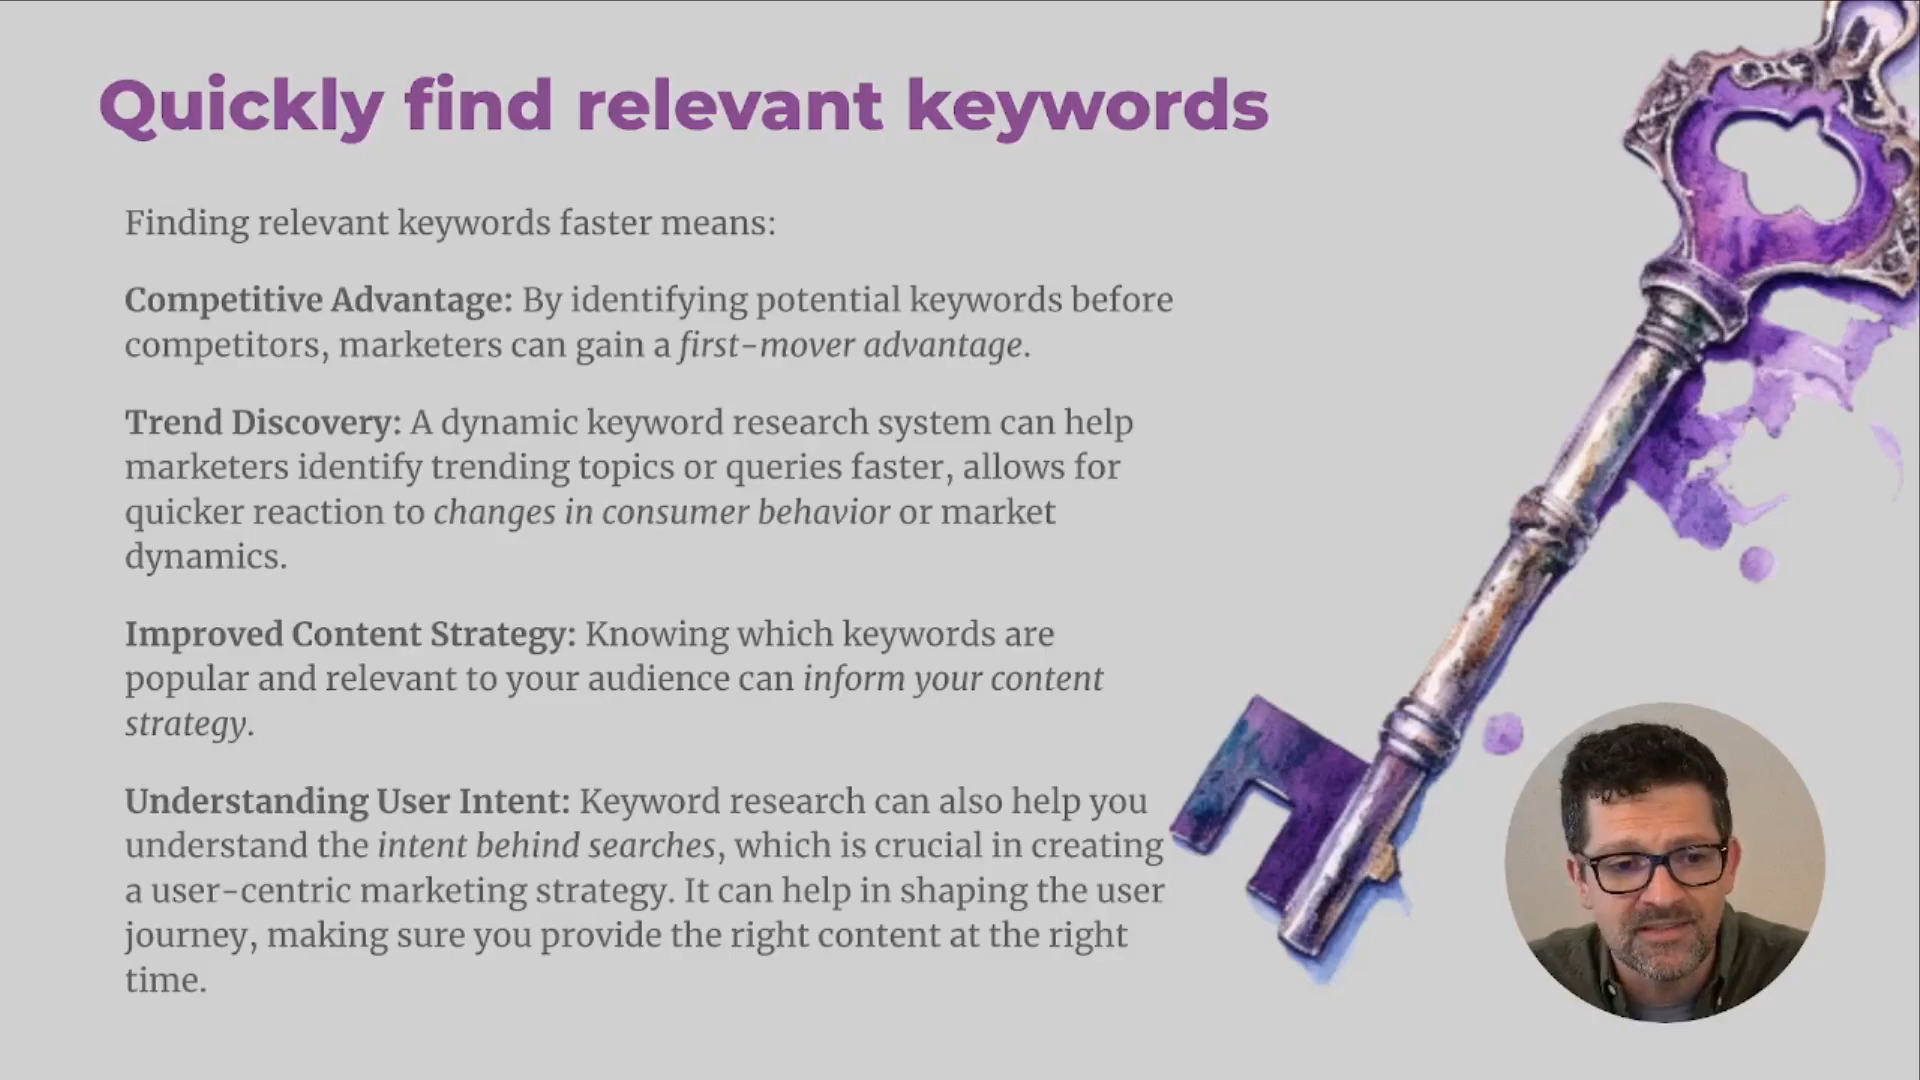 Quickly find relevant keywords
Finding relevant keywords faster means:
Competitive Advantage: By identifying potential keywords before
competitors, marketers can gain a first-mover advantage.
Trend Discovery: A dynamic keyword research system can help
marketers identify trending topics or queries faster, allows for
quicker reaction to changes in consumer behavior or market
dynamics.
Improved Content Strategy: Knowing which keywords are
popular and relevant to your audience can inform your content
strategy.
Understanding User Intent: Keyword research can also help you
understand the intent behind searches, which is crucial in creating
a user-centric marketing strategy. It can help in shaping the user
journey, making sure you provide the right content at the right
time.